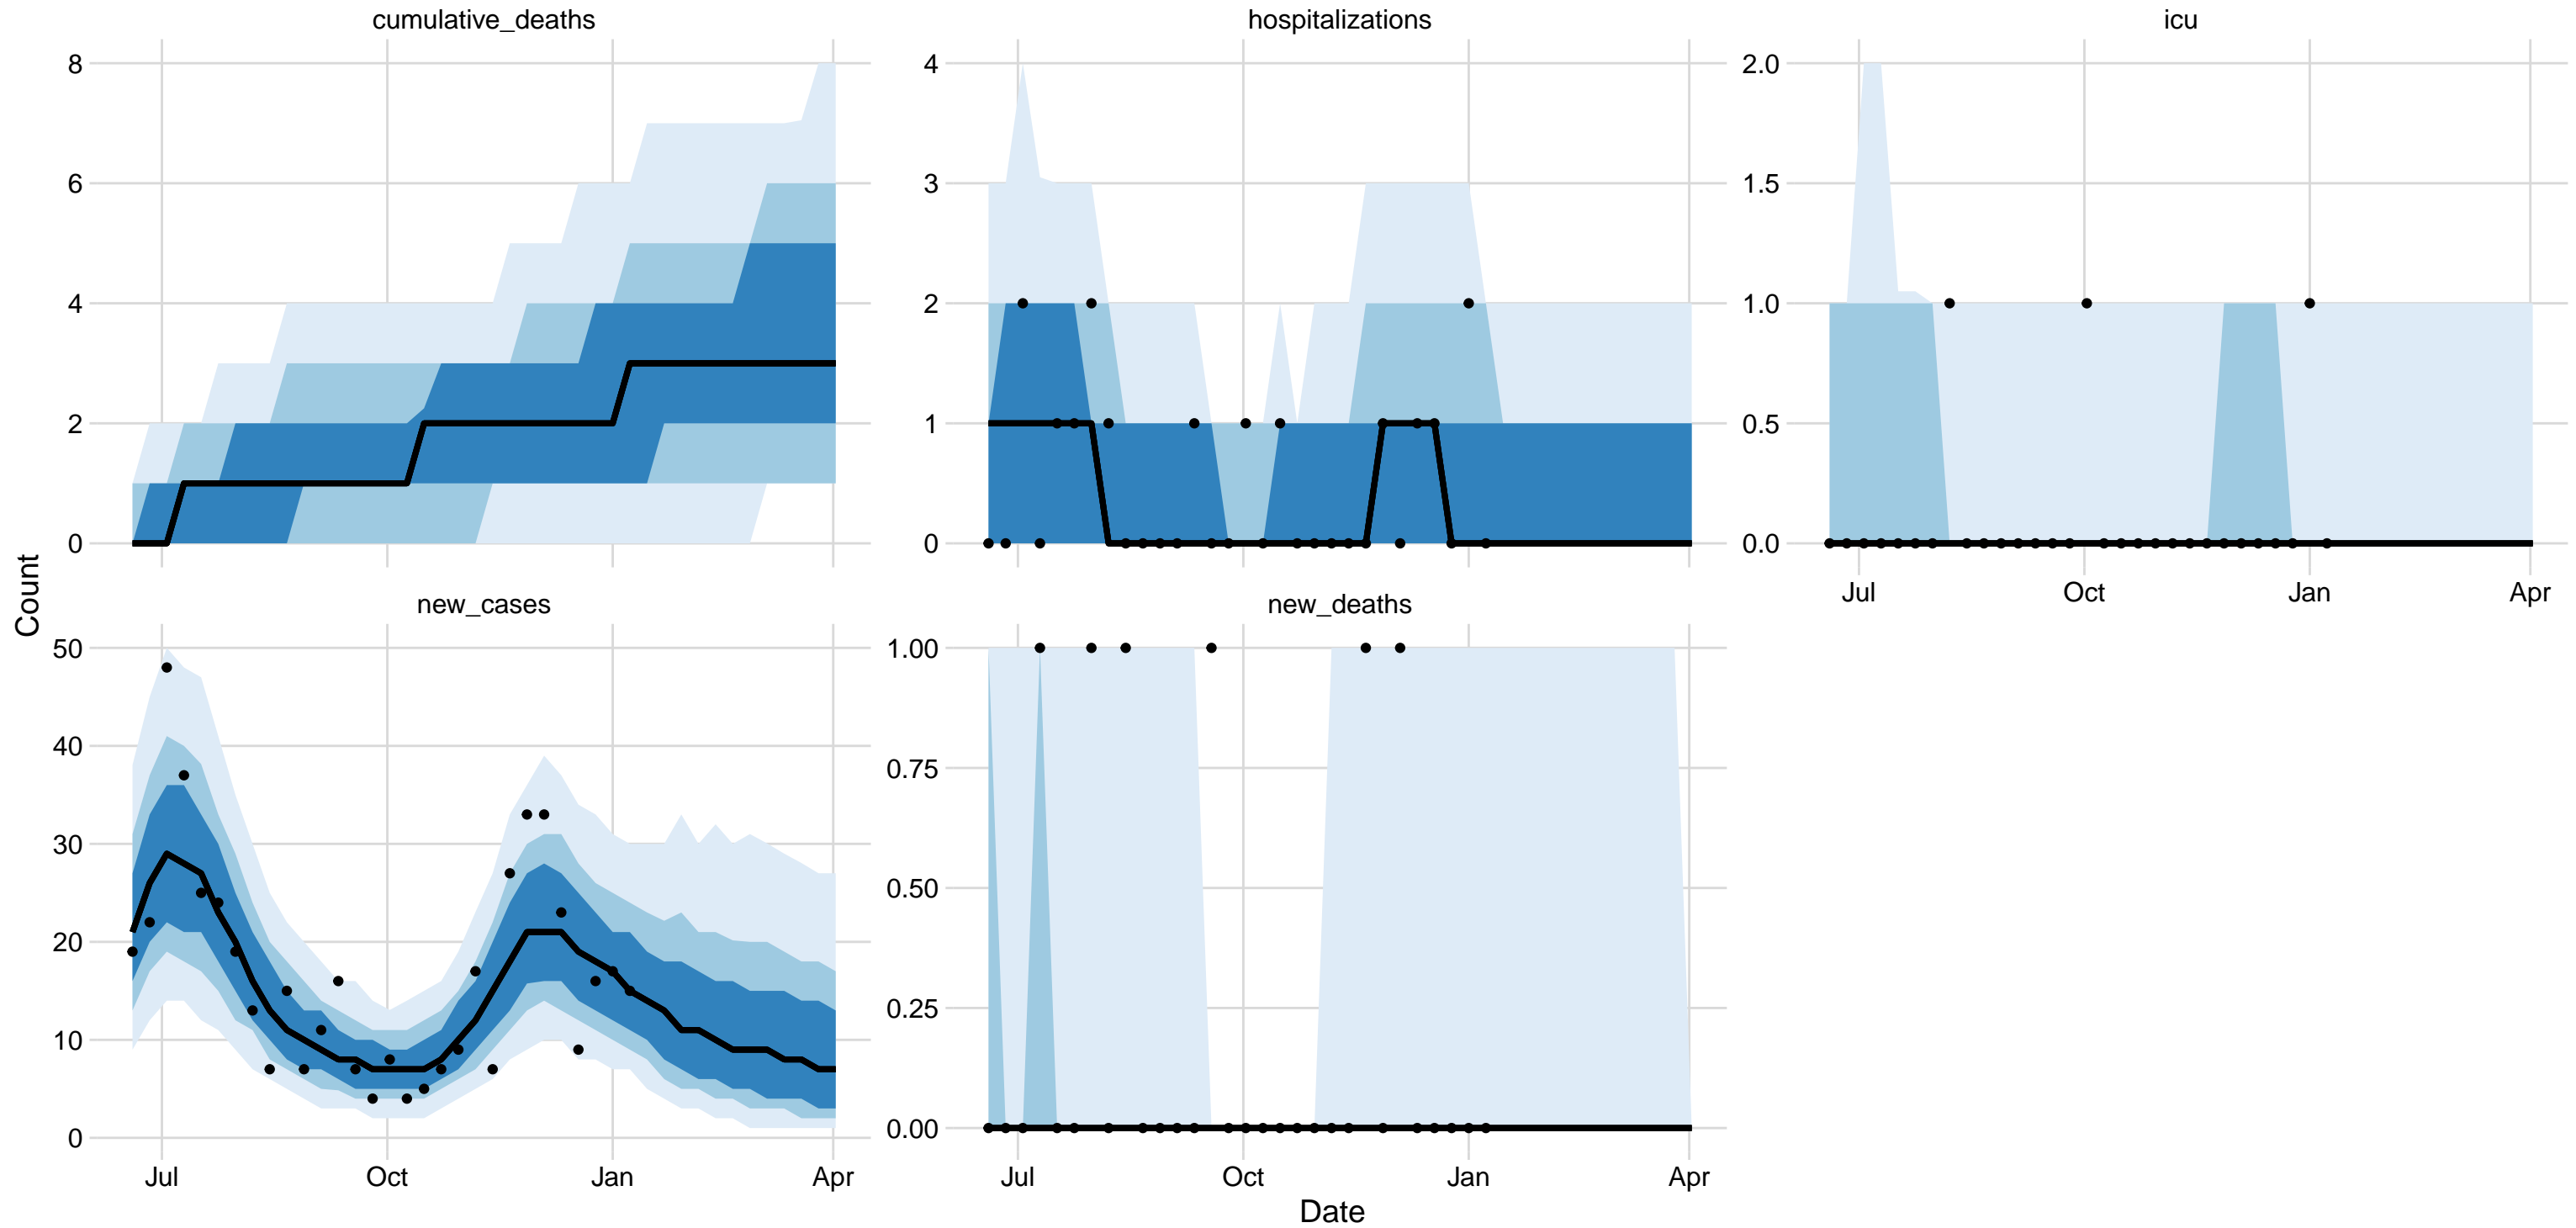 cumulative_deaths
hospitalizations
icu
8
6
4
2
0
4
3
2
1
0
2.0
1.5
1.0
0.5
0.0
Jul
Oct
Jan
Apr
Count
new_cases
new_deaths
50
40
30
20
10
0
1.00
0.75
0.50
0.25
0.00
Jul
Oct
Jan
Apr
Jul
Oct
Jan
Apr
Date